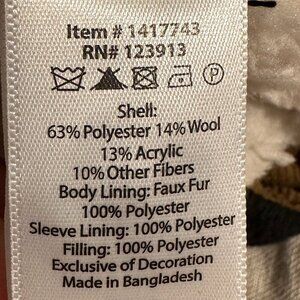 Item # 1417743
RN# 123913
P
Shell:
63% Polyester 14% Wool
13% Acrylic
10% Other Fibers
Body Lining: Faux Fur
100% Polyester
Sleeve Lining: 100% Polyester
Filling: 100% Polyester
Exclusive of Decoration
Made in Bangladesh